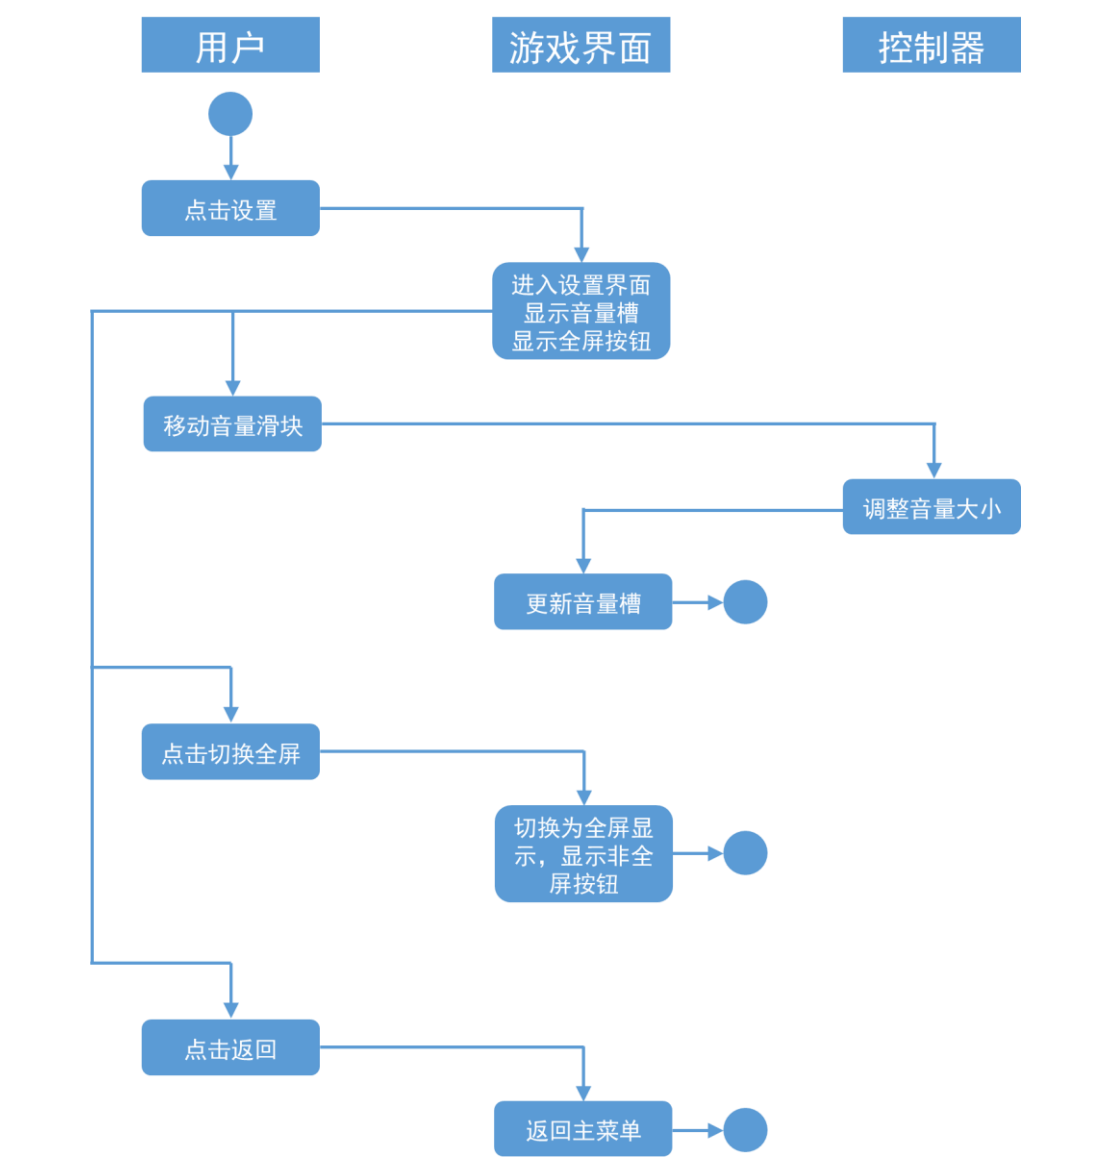 用户
游戏界面
控制器
点击设置
进入设置界面
显示音量槽
显示全屏按钮
移动音量滑块
调整音量大小
更新音量槽
点击切换全屏
切换为全屏显
示，显示非全
屏按钮
点击返回
返回主菜单